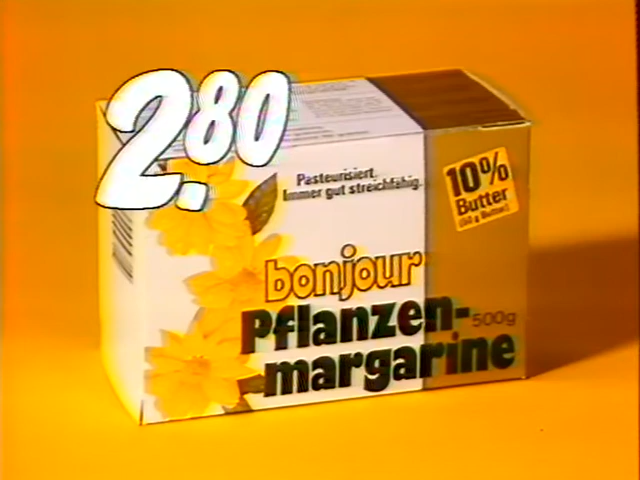 2.80
Pasteurisiert.
Immer gut streichfähig.
10%
Butter
(50 g Butter)
bonjour
Pflanzen-
500g
margarine